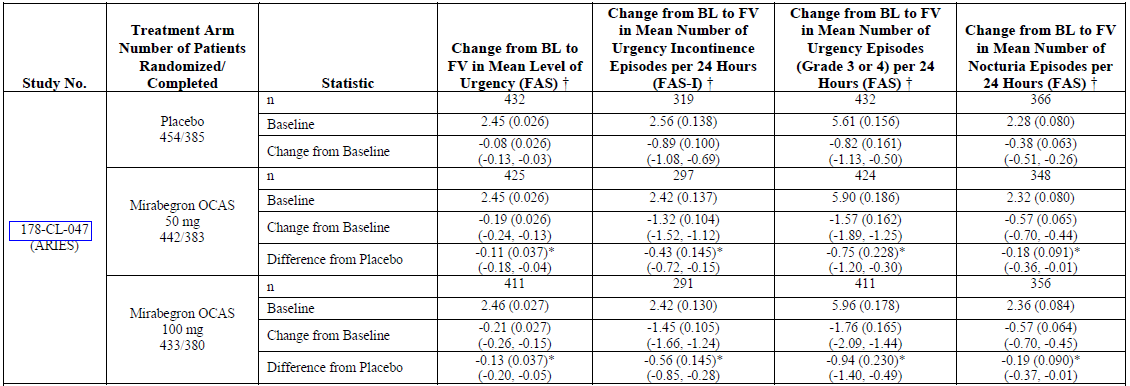 Study No.
Treatment Arm
Number of Patients
Randomized/
Completed
Statistic
Change from BL to
FV in Mean Level of
Urgency (FAS) †
Change from BL to FV
in Mean Number of
Urgency Incontinence
Episodes per 24 Hours
(FAS-I) †
Change from BL to FV in
Mean Number of
Urgency Episodes
(Grade 3 or 4) per 24
Hours (FAS) †
Change from BL to FV
in Mean Number of
Nocturia Episodes per
24 Hours (FAS) †
178-CL-047
(ARIES)
Placebo
454/385
n 432 319 432 366
Baseline 2.45 (0.026) 2.56 (0.138) 5.61 (0.156) 2.28 (0.080)
Change from Baseline -0.08 (0.026) -0.89 (0.100) -0.82 (0.161) -0.38 (0.063)
(-0.13, -0.03) (-1.08, -0.69) (-1.13, -0.50) (-0.51, -0.26)
Mirabegron OCAS
50 mg
442/383
n 425 297 424 348
Baseline 2.45 (0.026) 2.42 (0.137) 5.90 (0.186) 2.32 (0.080)
Change from Baseline -0.19 (0.026) -1.32 (0.104) -1.57 (0.162) -0.57 (0.065)
(-0.24, -0.13) (-1.52, -1.12) (-1.89, -1.25) (-0.70, -0.44)
Difference from Placebo -0.11 (0.037)* -0.43 (0.145)* -0.75 (0.228)* -0.18 (0.091)*
(-0.18, -0.04) (-0.72, -0.15) (-1.20, -0.30) (-0.36, -0.01)
Mirabegron OCAS
100 mg
433/380
n 411 291 411 356
Baseline 2.46 (0.027) 2.42 (0.130) 5.96 (0.178) 2.36 (0.084)
Change from Baseline -0.21 (0.027) -1.45 (0.105) -1.76 (0.165) -0.57 (0.064)
(-0.26, -0.15) (-1.66, -1.24) (-2.09, -1.44) (-0.70, -0.45)
Difference from Placebo -0.13 (0.037)* -0.56 (0.145)* -0.94 (0.230)* -0.19 (0.090)*
(-0.20, -0.05) (-0.85, -0.28) (-1.40, -0.49) (-0.37, -0.01)